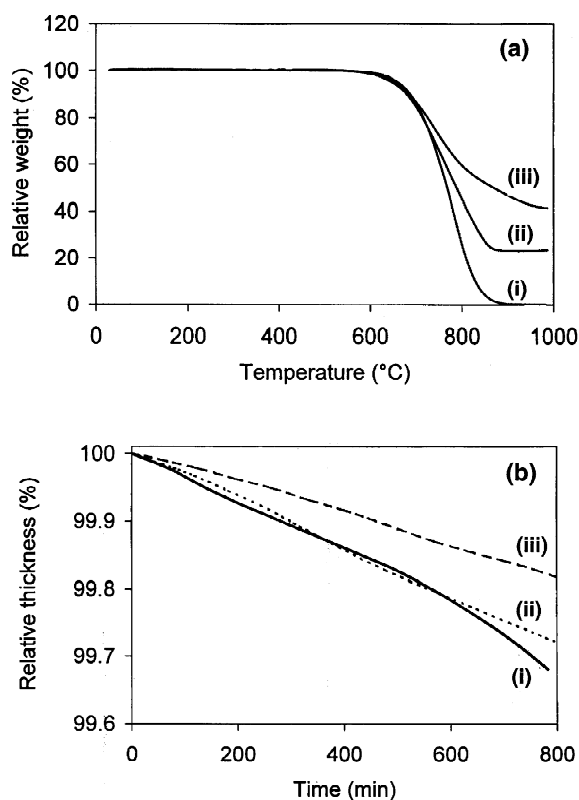 120
(a)
100
80
60
40
20
0
Relative weight (%)
(iii)
(ii)
(i)
0 200 400 600 800 1000
Temperature (°C)
100
(b)
99.9
99.8
99.7
99.6
Relative thickness (%)
(iii)
(ii)
(i)
0 200 400 600 800
Time (min)